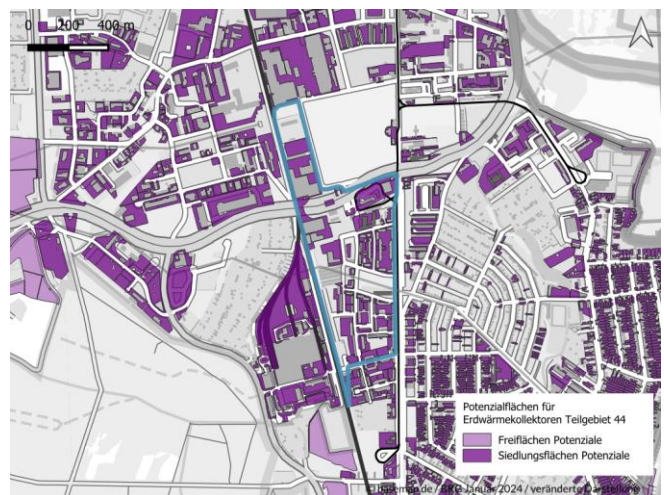 0 200 400 m
Potenzialflächen für
Erdwärmekollektoren Teilgebiet 44
Freiflächen Potenziale
Siedlungsflächen Potenziale
© basemap.de / BKG Januar 2024 / veränderte Darstellung